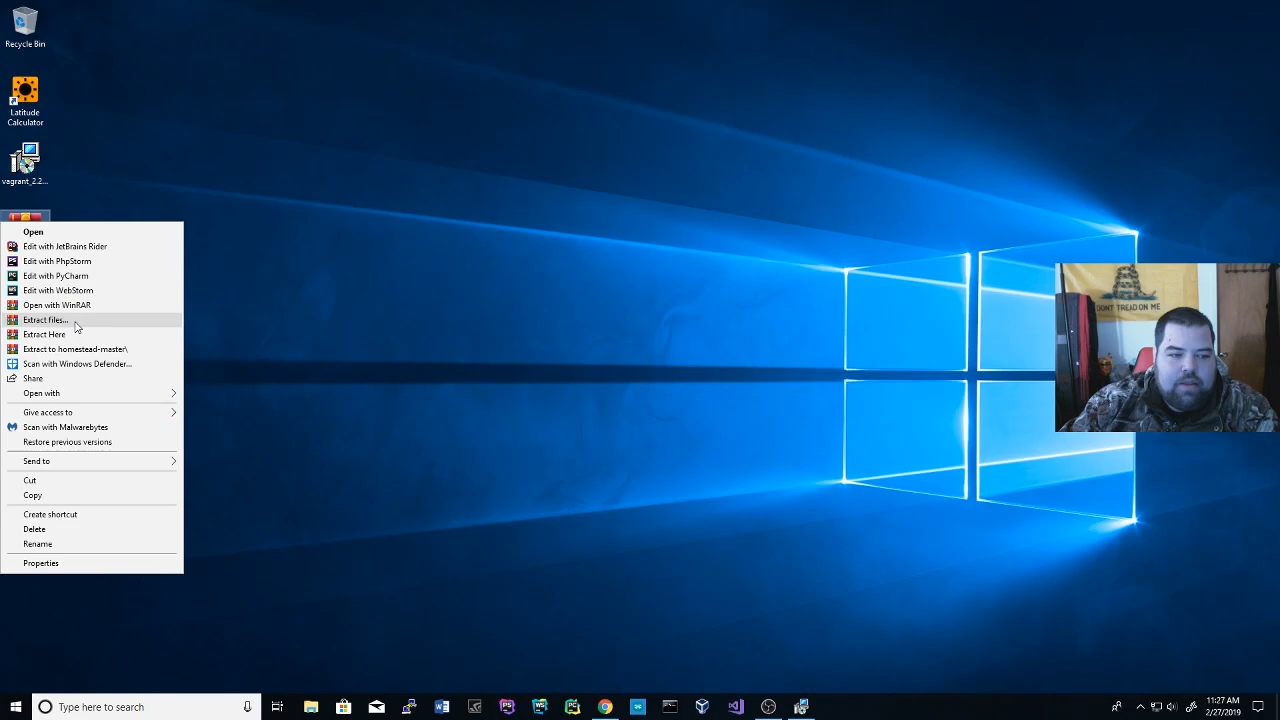 Recycle Bin
Latitude
Calculator
vagrant_2.2...
Open
Edit with JetBrains Rider
Edit with PhpStorm
Edit with PyCharm
Edit with WebStorm
Open with WinRAR
Extract files...
Extract Here
Extract to homestead-master\
Scan with Windows Defender...
Share
Open with
Give access to
Scan with Malwarebytes
Restore previous versions
Send to
Cut
Copy
Create shortcut
Delete
Rename
Properties
DONT TREAD ON ME
Type here to search
11:27 AM
2/27/2019